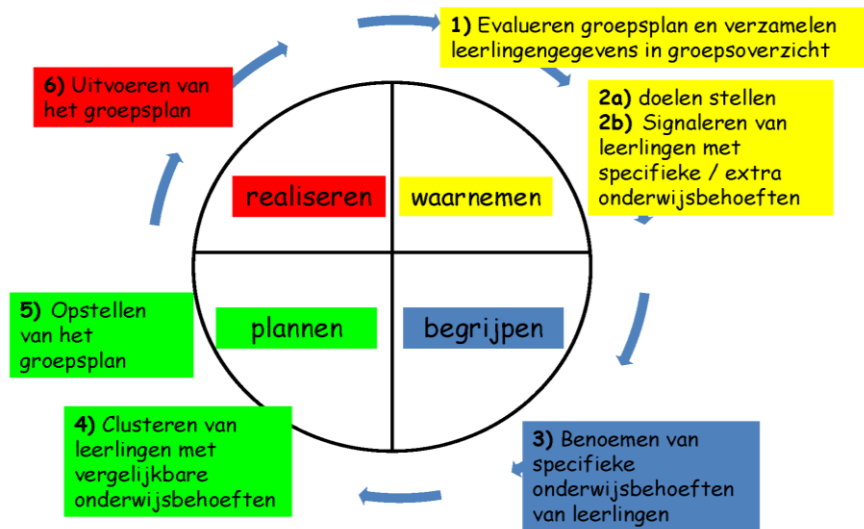 1) Evalueren groepsplan en verzamelen
leerlingengegevens in groepsoverzicht
6) Uitvoeren van
het groepsplan
2a) doelen stellen
2b) Signaleren van
leerlingen met
specifieke / extra
onderwijsbehoeften
realiseren
waarnemen
5) Opstellen
van het
groepsplan
plannen
begrijpen
4) Clusteren van
leerlingen met
vergelijkbare
onderwijsbehoeften
3) Benoemen van
specifieke
onderwijsbehoeften
van leerlingen